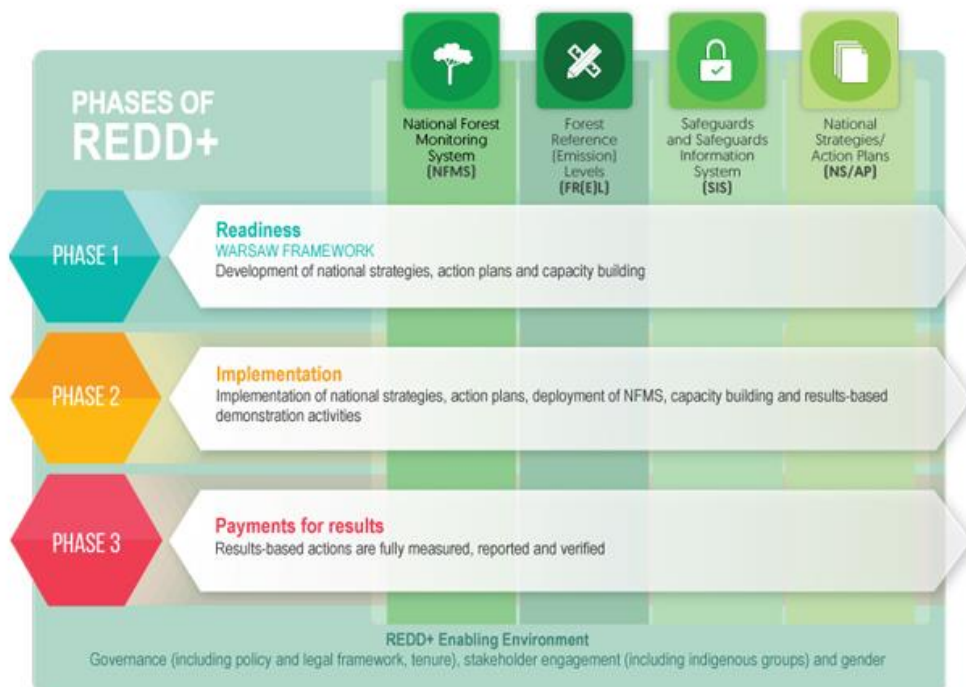 PHASES OF
REDD+
National Forest
Monitoring
System
(NFMS)
Forest
Reference
(Emission)
Levels
(FR(E)L)
Safeguards
and Safeguards
Information
System
(SIS)
National
Strategies/
Action Plans
(NS/AP)
PHASE 1
Readiness
WARSAW FRAMEWORK
Development of national strategies, action plans and capacity building
PHASE 2
Implementation
Implementation of national strategies, action plans, deployment of NFMS, capacity building and results-based
demonstration activities
PHASE 3
Payments for results
Results-based actions are fully measured, reported and verified
REDD+ Enabling Environment
Governance (including policy and legal framework, tenure), stakeholder engagement (including indigenous groups) and gender